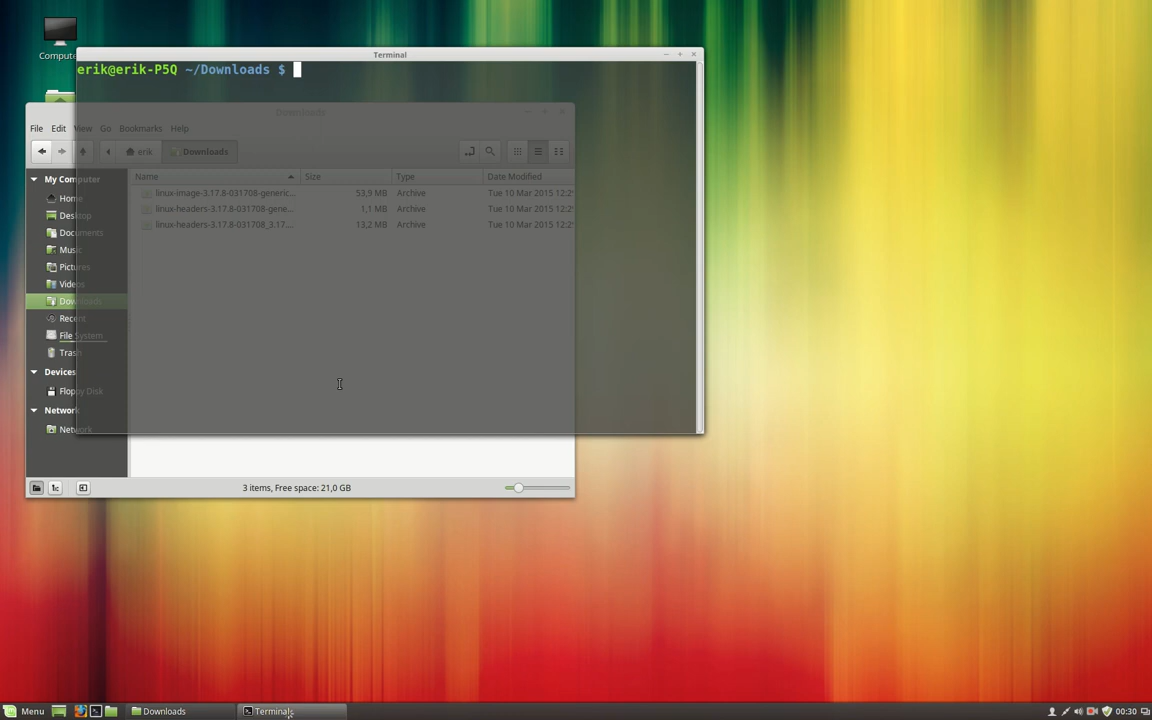 Compute
Terminal
erik@erik-P5Q ~/Downloads $
Downloads
File Edit View Go Bookmarks Help
erik Downloads
My Computer
Home
Desktop
Documents
Music
Pictures
Videos
Downloads
Recent
File System
Trash
Devices
Floppy Disk
Network
Network
Name Size Type Date Modified
linux-image-3.17.8-031708-generic... 53,9 MB Archive Tue 10 Mar 2015 12:2
linux-headers-3.17.8-031708-gene... 1,1 MB Archive Tue 10 Mar 2015 12:2
linux-headers-3.17.8-031708_3.17... 13,2 MB Archive Tue 10 Mar 2015 12:2
3 items, Free space: 21,0 GB
Menu Downloads Terminal 00:30